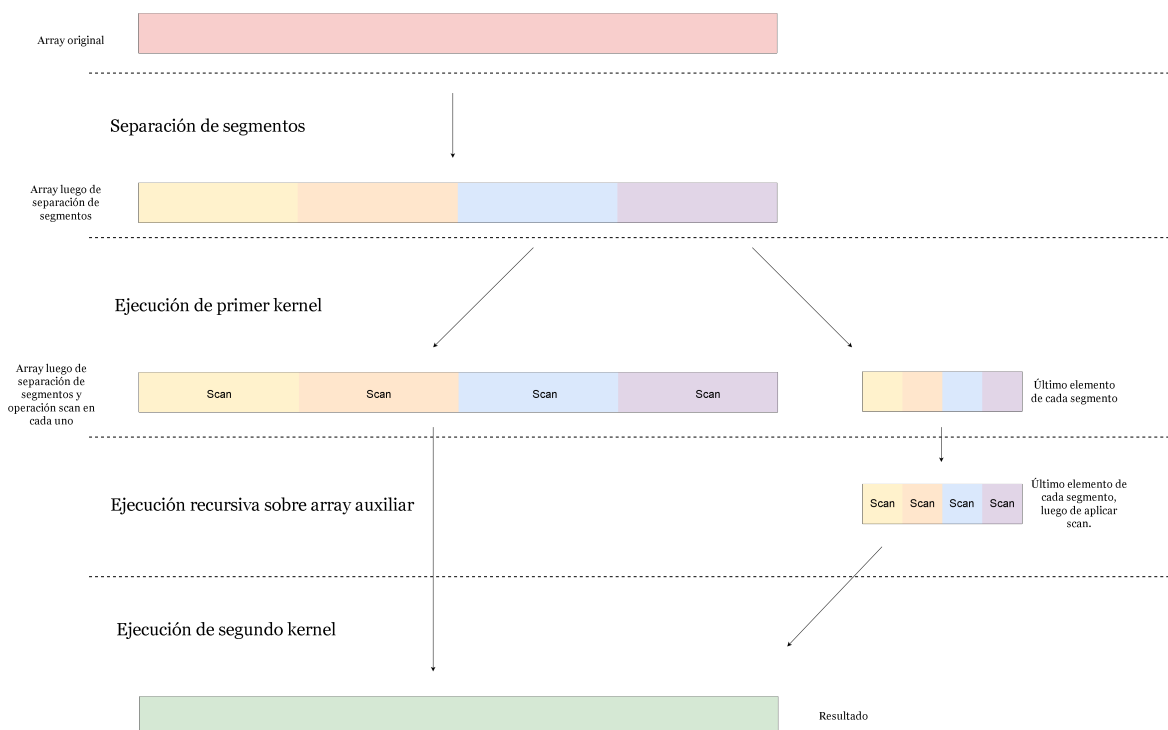 Array original
Separación de segmentos
Array luego de
separación de
segmentos
Ejecución de primer kernel
Array luego de
separación de
segmentos y
operación scan en
cada uno
Scan Scan Scan Scan
Último elemento
de cada segmento
Ejecución recursiva sobre array auxiliar
Scan Scan Scan Scan
Último elemento de
cada segmento,
luego de aplicar
scan.
Ejecución de segundo kernel
Resultado